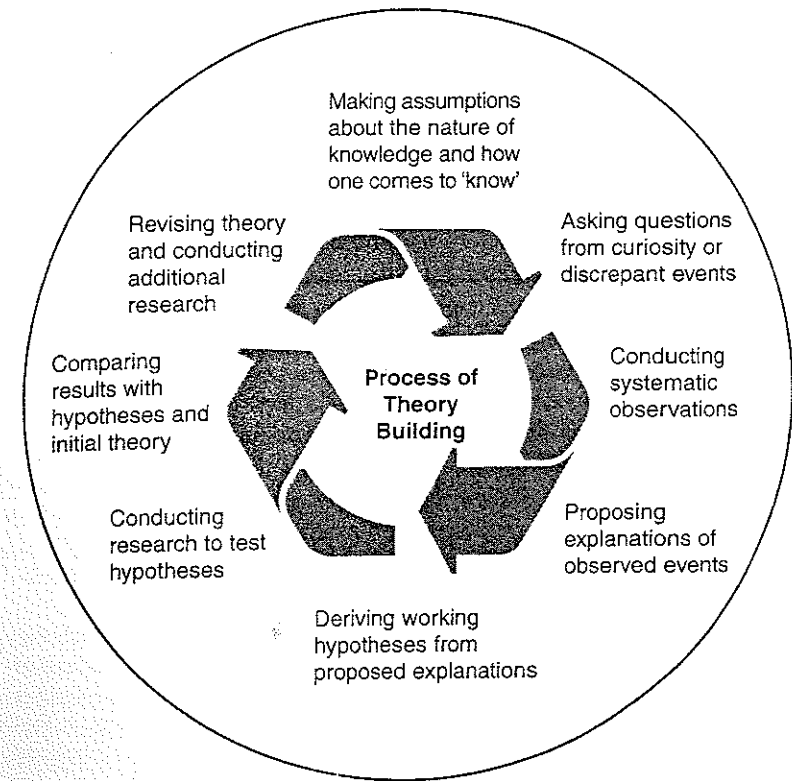 Making assumptions
about the nature of
knowledge and how
one comes to ‘know’
Asking questions
from curiosity or
discrepant events
Conducting
systematic
observations
Proposing
explanations of
observed events
Deriving working
hypotheses from
proposed explanations
Conducting
research to test
hypotheses
Comparing
results with
hypotheses and
initial theory
Revising theory
and conducting
additional
research
Process of
Theory
Building